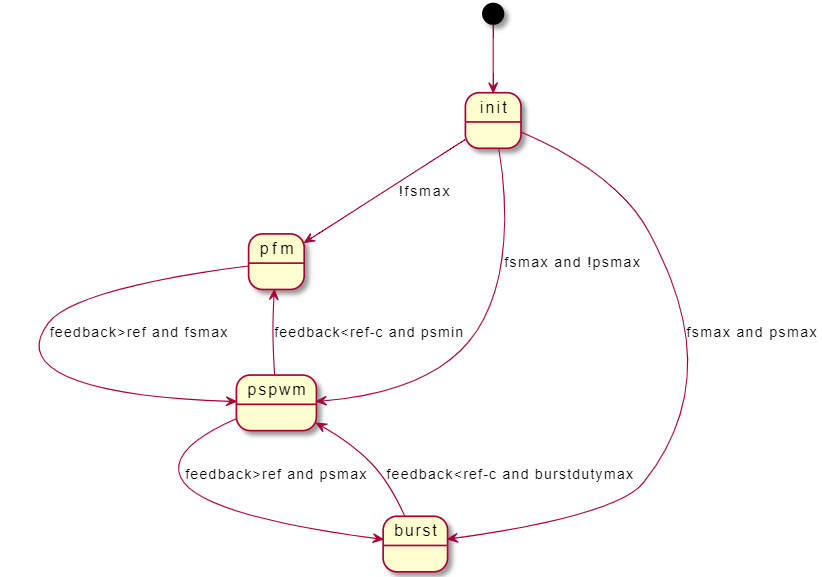 init
!fsmax
pfm
fsmax and !psmax
feedback>ref and fsmax
feedback<ref-c and psmin
fsmax and psmax
pspwm
feedback>ref and psmax
feedback<ref-c and burstdutymax
burst